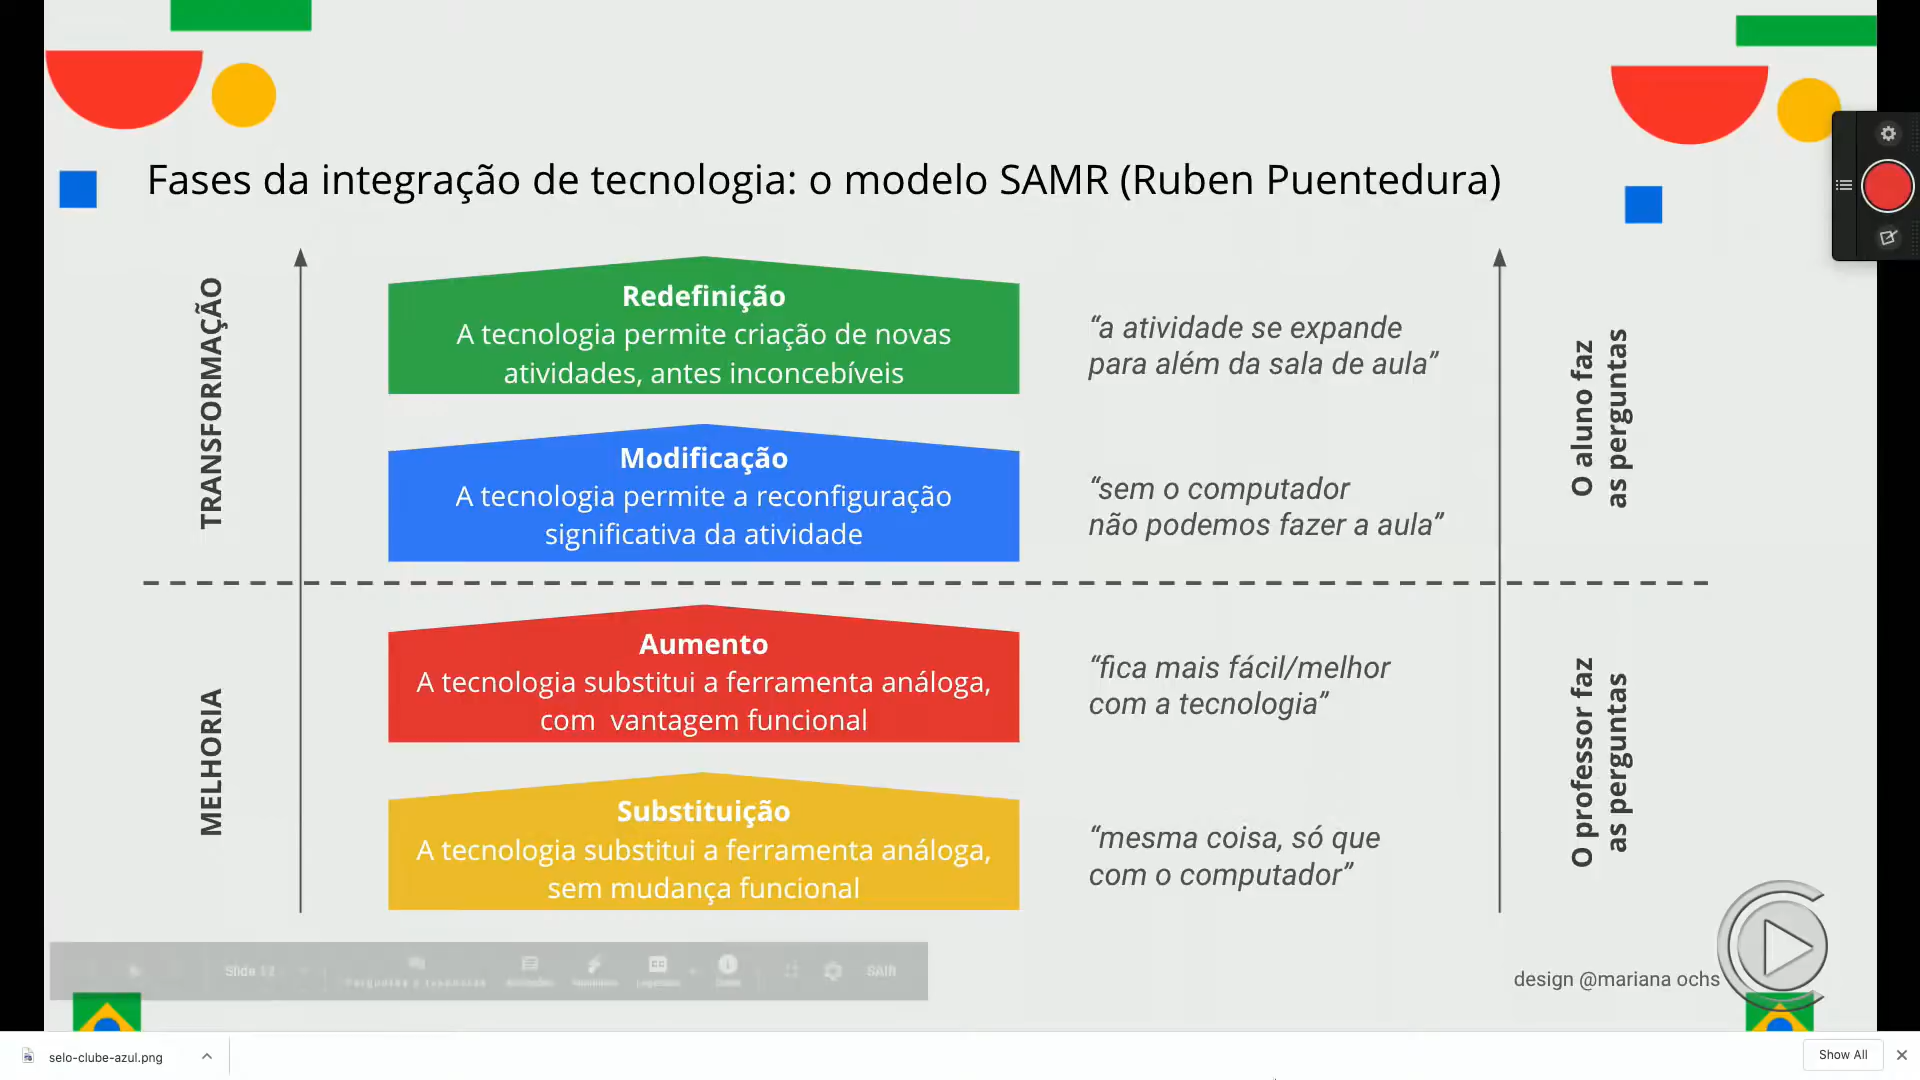 Fases da integração de tecnologia: o modelo SAMR (Ruben Puentedura)
TRANSFORMAÇÃO
Redefinição
A tecnologia permite criação de novas
atividades, antes inconcebíveis
“a atividade se expande
para além da sala de aula”
O aluno faz
as perguntas
Modificação
A tecnologia permite a reconfiguração
significativa da atividade
“sem o computador
não podemos fazer a aula”
MELHORIA
Aumento
A tecnologia substitui a ferramenta análoga,
com  vantagem funcional
“fica mais fácil/melhor
com a tecnologia”
O professor faz
as perguntas
Substituição
A tecnologia substitui a ferramenta análoga,
sem mudança funcional
“mesma coisa, só que
com o computador”
Slide 12
SAIR
design @mariana ochs
selo-clube-azul.png
Show All